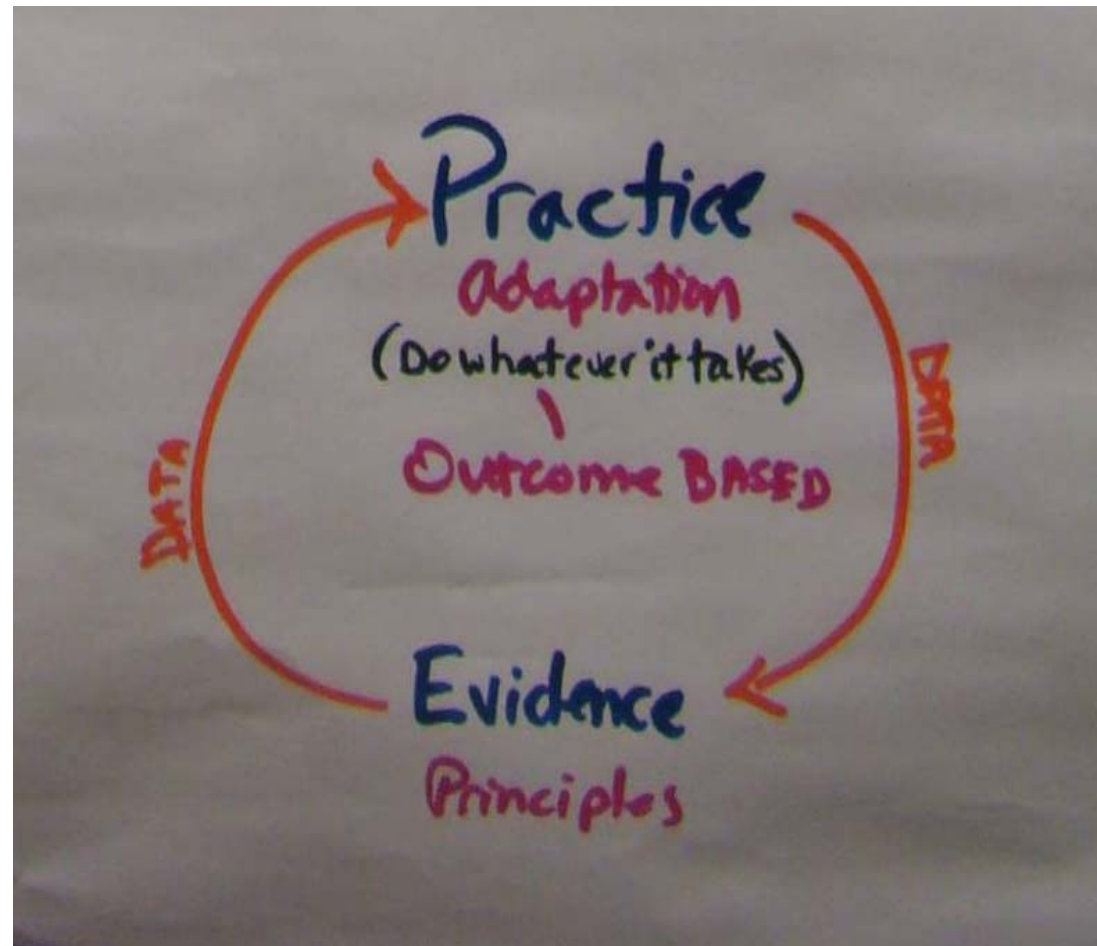 Practice
Adaptation
(Do whatever it takes)
Outcome BASED
DATA
DATA
Evidence
Principles